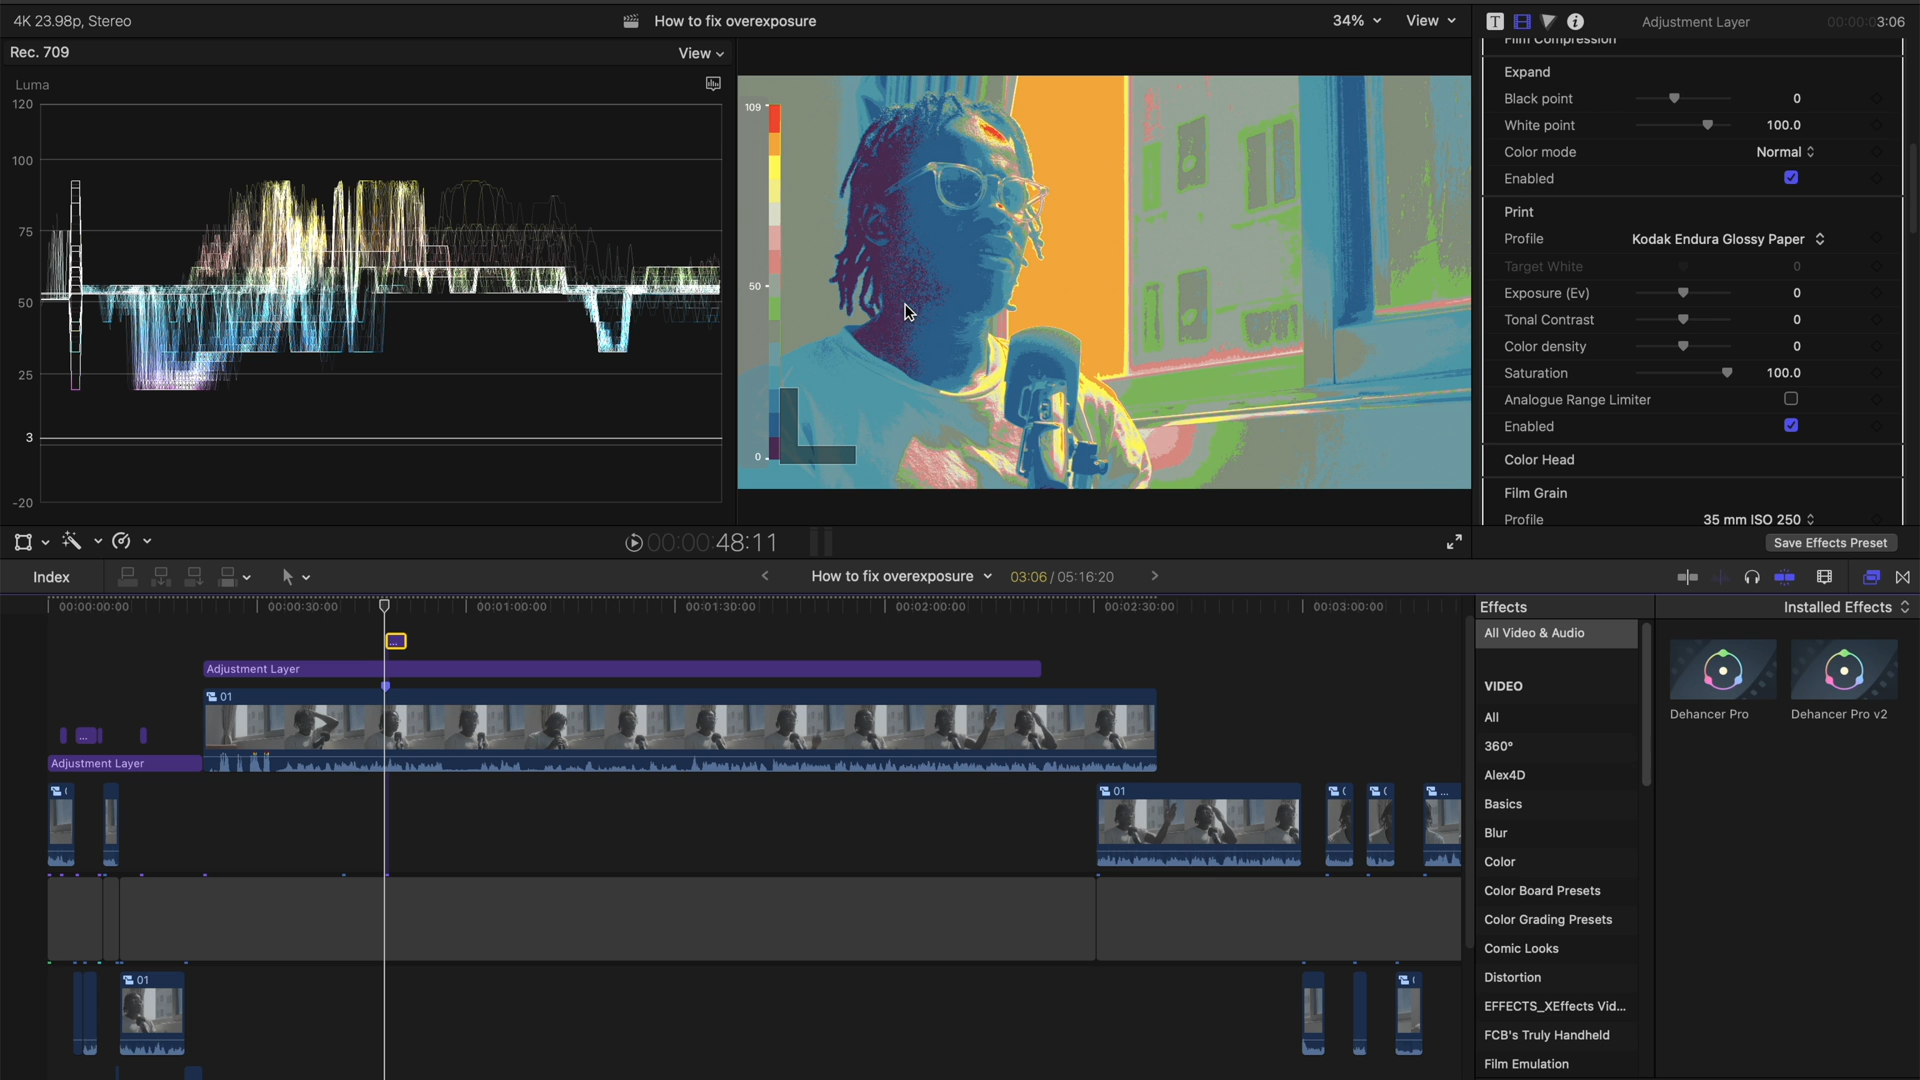 4K 23.98p, Stereo
How to fix overexposure
34%
View
Adjustment Layer
00:00:03:06
Rec. 709
View
Film Compression
Luma
120
100
75
50
25
3
-20
109
50
0
Expand
Black point 0
White point 100.0
Color mode Normal
Enabled
Print
Profile Kodak Endura Glossy Paper
Target White 0
Exposure (Ev) 0
Tonal Contrast 0
Color density 0
Saturation 100.0
Analogue Range Limiter
Enabled
Color Head
Film Grain
Profile 35 mm ISO 250
00:00:48:11
Save Effects Preset
Index
How to fix overexposure
03:06 / 05:16:20
00:00:00:00
00:00:30:00
00:01:00:00
00:01:30:00
00:02:00:00
00:02:30:00
00:03:00:00
Effects
Installed Effects
...
Adjustment Layer
01
...
Adjustment Layer
01
...
01
All Video & Audio
VIDEO
All
360°
Alex4D
Basics
Blur
Color
Color Board Presets
Color Grading Presets
Comic Looks
Distortion
EFFECTS_XEffects Vid...
FCB's Truly Handheld
Film Emulation
Dehancer Pro
Dehancer Pro v2